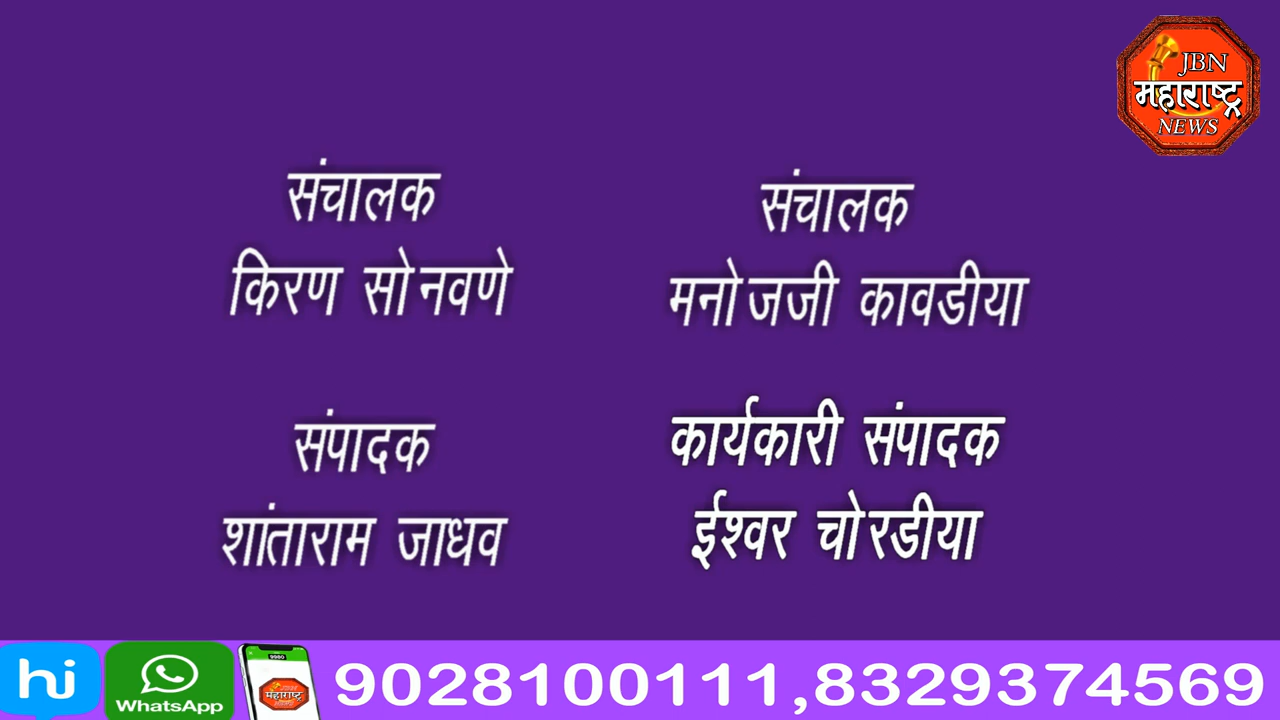 JBN
महाराष्ट्र
NEWS
संचालक
किरण सोनवणे
संचालक
मनोजजी कावडीया
संपादक
शांताराम जाधव
कार्यकारी संपादक
ईश्वर चोरडीया
hi
WhatsApp
महाराष्ट्र
9028100111,8329374569